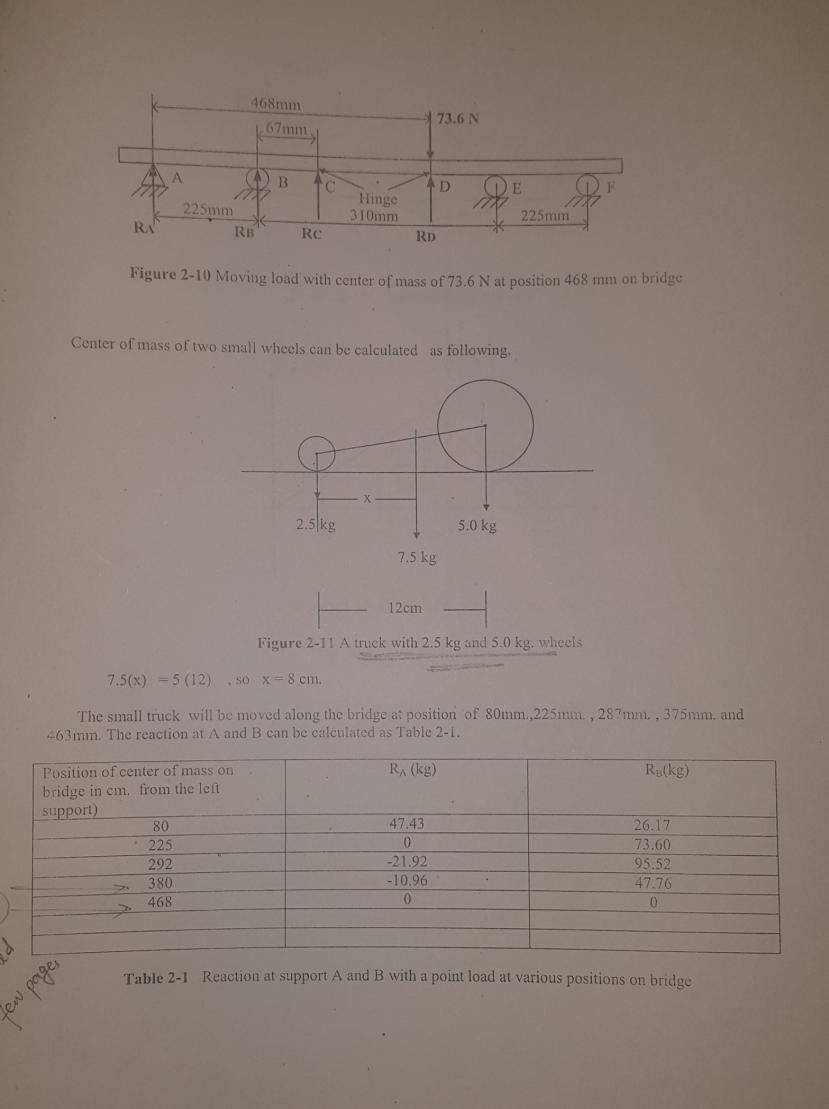 468mm
73.6 N
67mm
A
B
C
D
E
F
Hinge
225mm
310mm
225mm
RA
RB
RC
RD
Figure 2-10 Moving load with center of mass of 73.6 N at position 468 mm on bridge
Center of mass of two small wheels can be calculated as following.
x
2.5 kg
5.0 kg
7.5 kg
12cm
Figure 2-11 A truck with 2.5 kg and 5.0 kg. wheels
7.5(x) = 5 (12) , so x = 8 cm.
The small truck will be moved along the bridge at position of 80mm.,225mm. , 287mm. , 375mm. and
463mm. The reaction at A and B can be calculated as Table 2-1.
Position of center of mass on
bridge in cm. from the left
support)
RA (kg)
RB(kg)
80 47.43 26.17
225 0 73.60
292 -21.92 95.52
380 -10.96 47.76
468 0 0
Table 2-1 Reaction at support A and B with a point load at various positions on bridge
few pages